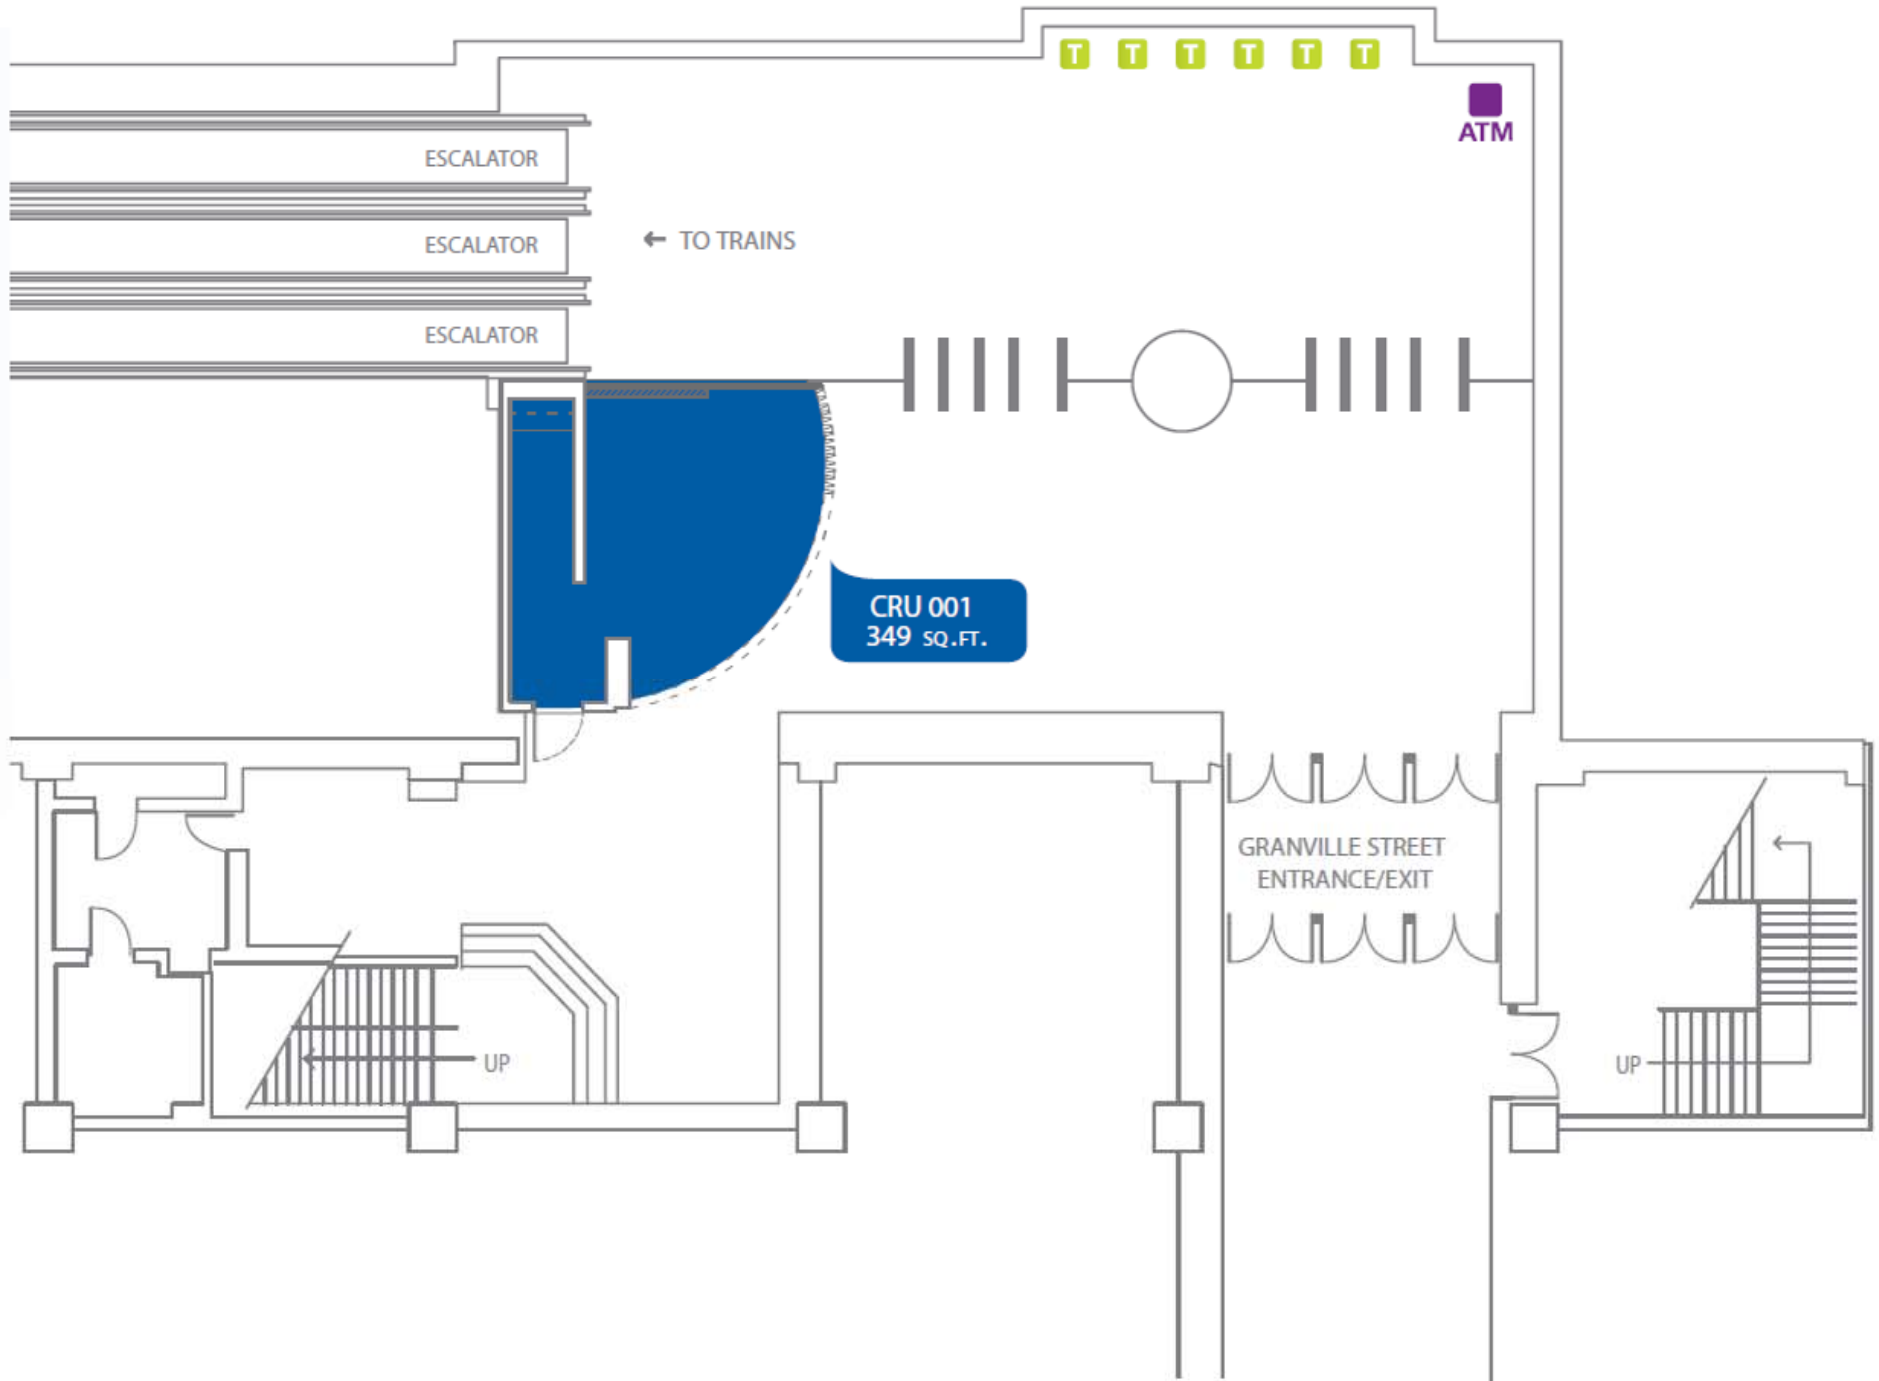 T T T T T T
ATM
ESCALATOR
← TO TRAINS
ESCALATOR
ESCALATOR
CRU 001
349 SQ.FT.
GRANVILLE STREET
ENTRANCE/EXIT
UP
UP